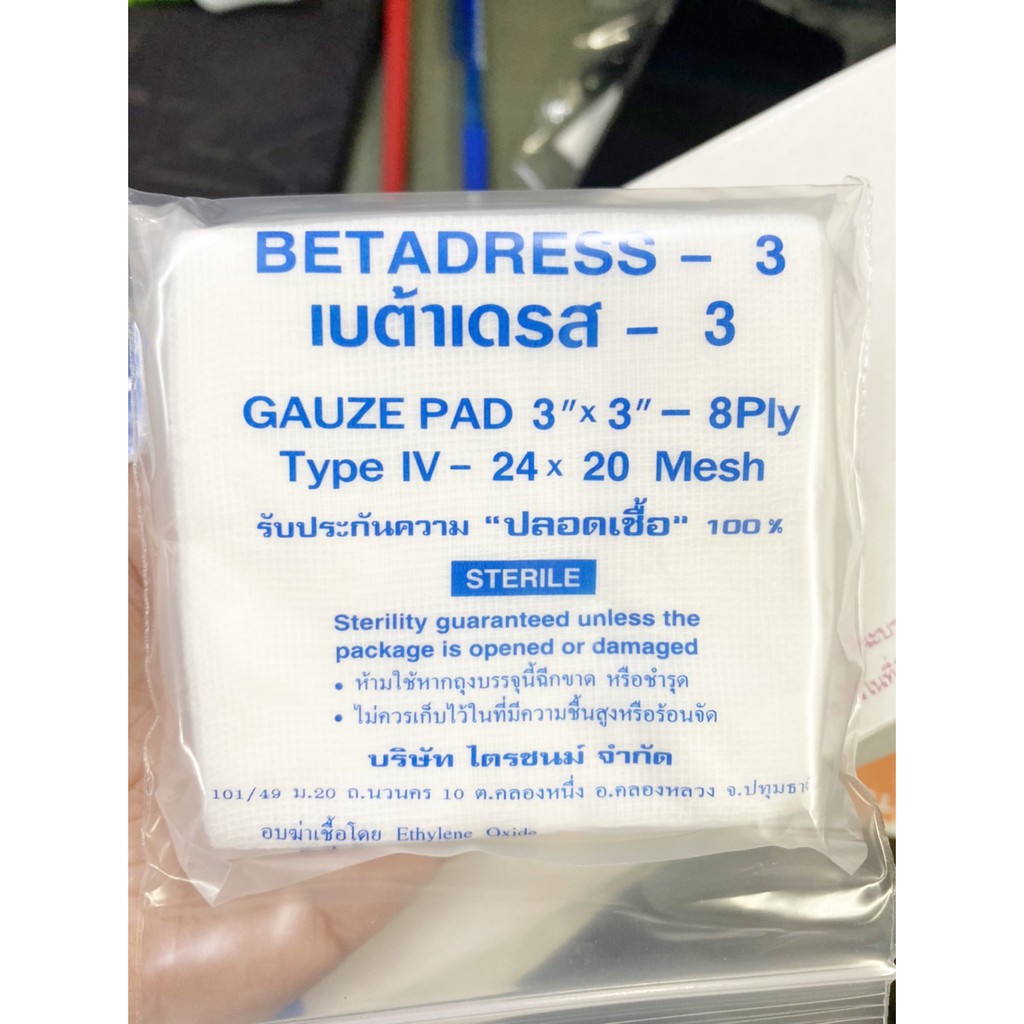 BETADRESS - 3
เบต้าเดรส - 3
GAUZE PAD 3" x 3" - 8Ply
Type IV - 24 x 20 Mesh
รับประกันความ "ปลอดเชื้อ" 100 %
STERILE
Sterility guaranteed unless the
package is opened or damaged
• ห้ามใช้หากถุงบรรจุนี้ฉีกขาด หรือชำรุด
• ไม่ควรเก็บไว้ในที่มีความชื้นสูงหรือร้อนจัด
บริษัท ไตรชนม์ จำกัด
101/49 ม.20 ถ.นวนคร 10 ต.คลองหนึ่ง อ.คลองหลวง จ.ปทุมธา
อบฆ่าเชื้อโดย Ethylene Oxide